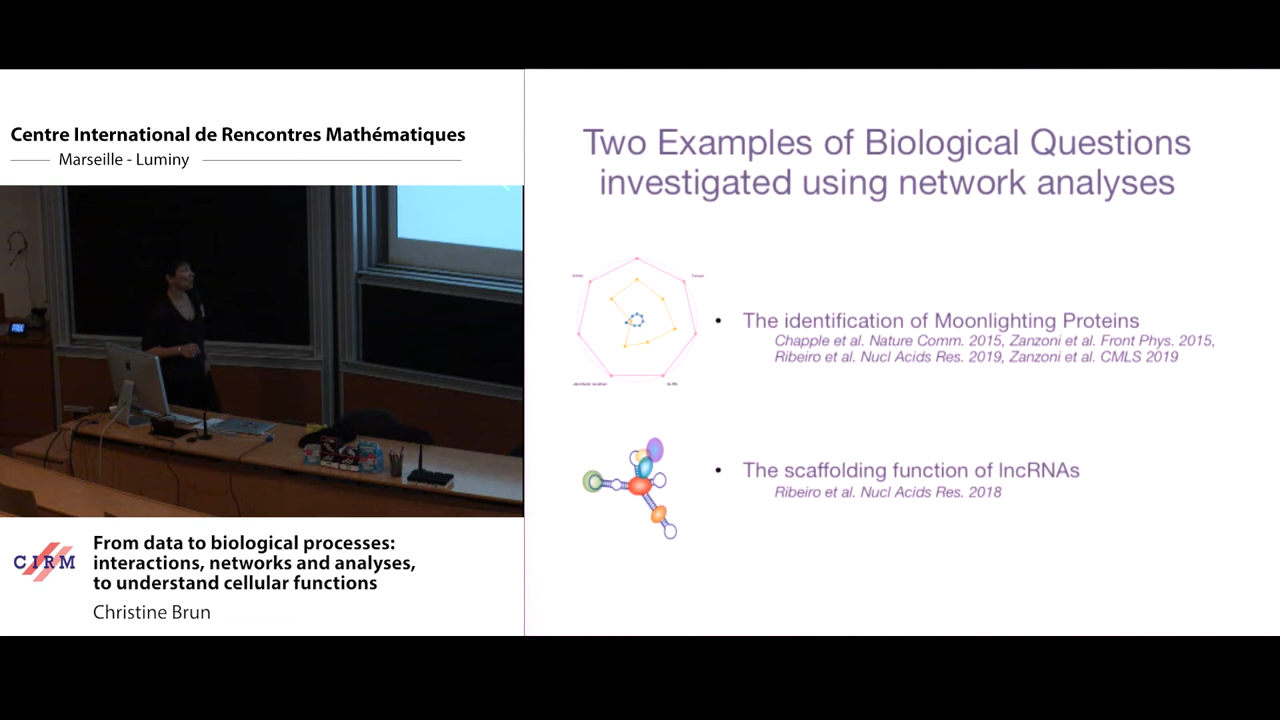 Centre International de Rencontres Mathématiques
Marseille - Luminy
Two Examples of Biological Questions
investigated using network analyses
• The identification of Moonlighting Proteins
Chapple et al. Nature Comm. 2015, Zanzoni et al. Front Phys. 2015,
Ribeiro et al. Nucl Acids Res. 2019, Zanzoni et al. CMLS 2019
• The scaffolding function of lncRNAs
Ribeiro et al. Nucl Acids Res. 2018
CIRM
From data to biological processes:
interactions, networks and analyses,
to understand cellular functions
Christine Brun